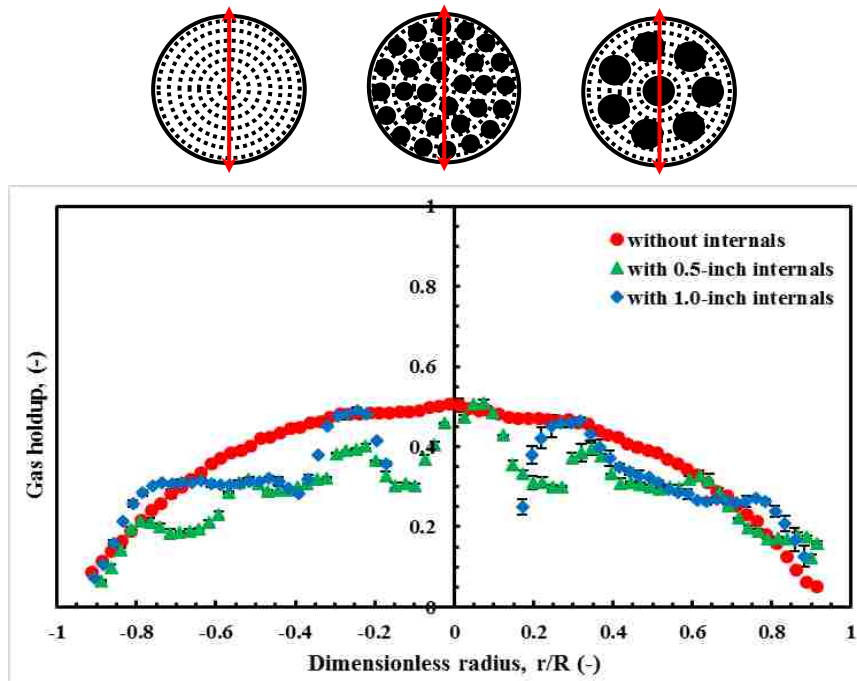 1
without internals
with 0.5-inch internals
with 1.0-inch internals
0.8
0.6
0.4
0.2
0
Gas holdup, (-)
-1 -0.8 -0.6 -0.4 -0.2 0 0.2 0.4 0.6 0.8 1
Dimensionless radius, r/R (-)